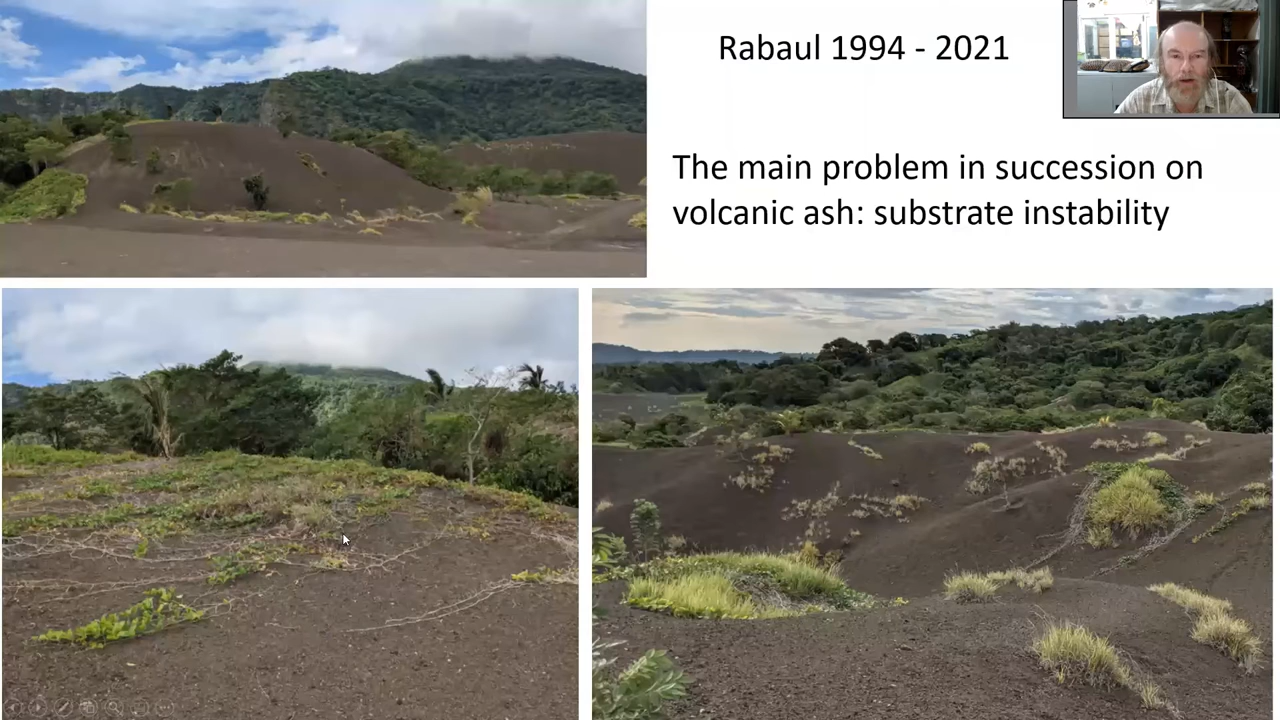 Rabaul 1994 - 2021
The main problem in succession on
volcanic ash: substrate instability